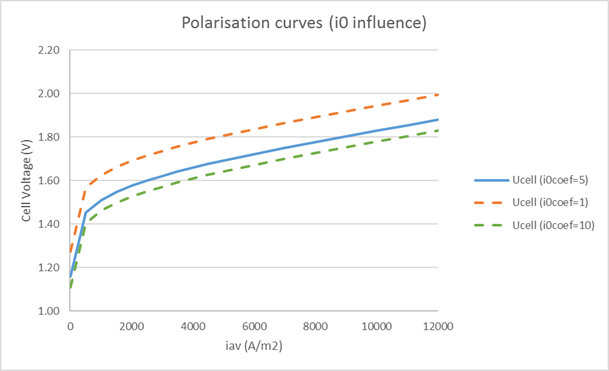 Polarisation curves (i0 influence)
2.20
2.00
1.80
1.60
1.40
1.20
1.00
Cell Voltage (V)
0 2000 4000 6000 8000 10000 12000
iav (A/m2)
Ucell (i0coef=5)
Ucell (i0coef=1)
Ucell (i0coef=10)